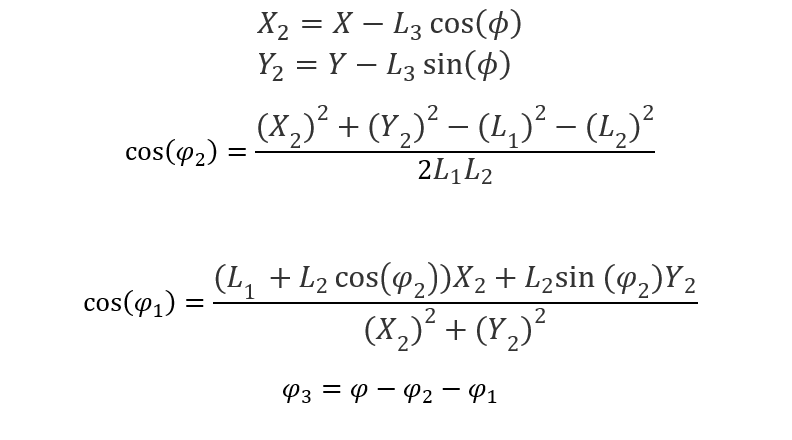 X₂ = X − L₃ cos(ϕ)
Y₂ = Y − L₃ sin(ϕ)
cos(φ₂) = ((X₂)² + (Y₂)² − (L₁)² − (L₂)²) / (2L₁L₂)
cos(φ₁) = ((L₁ + L₂ cos(φ₂))X₂ + L₂sin (φ₂)Y₂) / ((X₂)² + (Y₂)²)
φ₃ = φ − φ₂ − φ₁